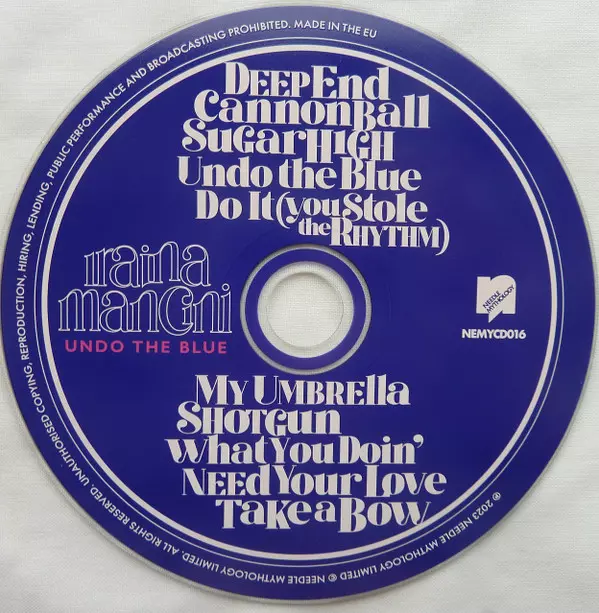 DEEP End
CannonBall
SugarHIGH
Undo the Blue
Do It (you Stole
the RHYTHM)
iraina
mancini
UNDO THE BLUE
NEEDLE
MYTHOLOGY
NEMYCD016
My UMBRElla
SHOTGUN
What You Doin'
NEEd Your Love
TaKe a Bow
℗ 2023 NEEDLE MYTHOLOGY LIMITED © NEEDLE MYTHOLOGY LIMITED. ALL RIGHTS RESERVED. UNAUTHORISED COPYING, REPRODUCTION, HIRING, LENDING, PUBLIC PERFORMANCE AND BROADCASTING PROHIBITED. MADE IN THE EU